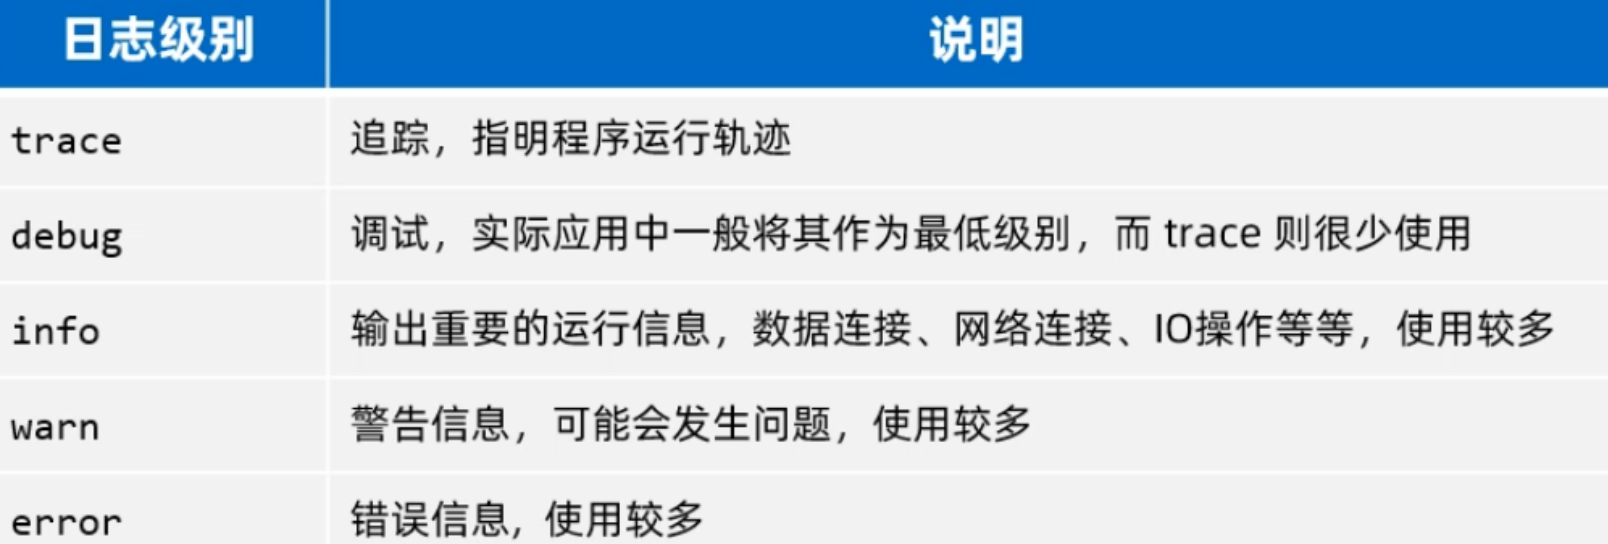 日志级别 说明
trace 追踪，指明程序运行轨迹
debug 调试，实际应用中一般将其作为最低级别，而 trace 则很少使用
info 输出重要的运行信息，数据连接、网络连接、IO操作等等，使用较多
warn 警告信息，可能会发生问题，使用较多
error 错误信息, 使用较多